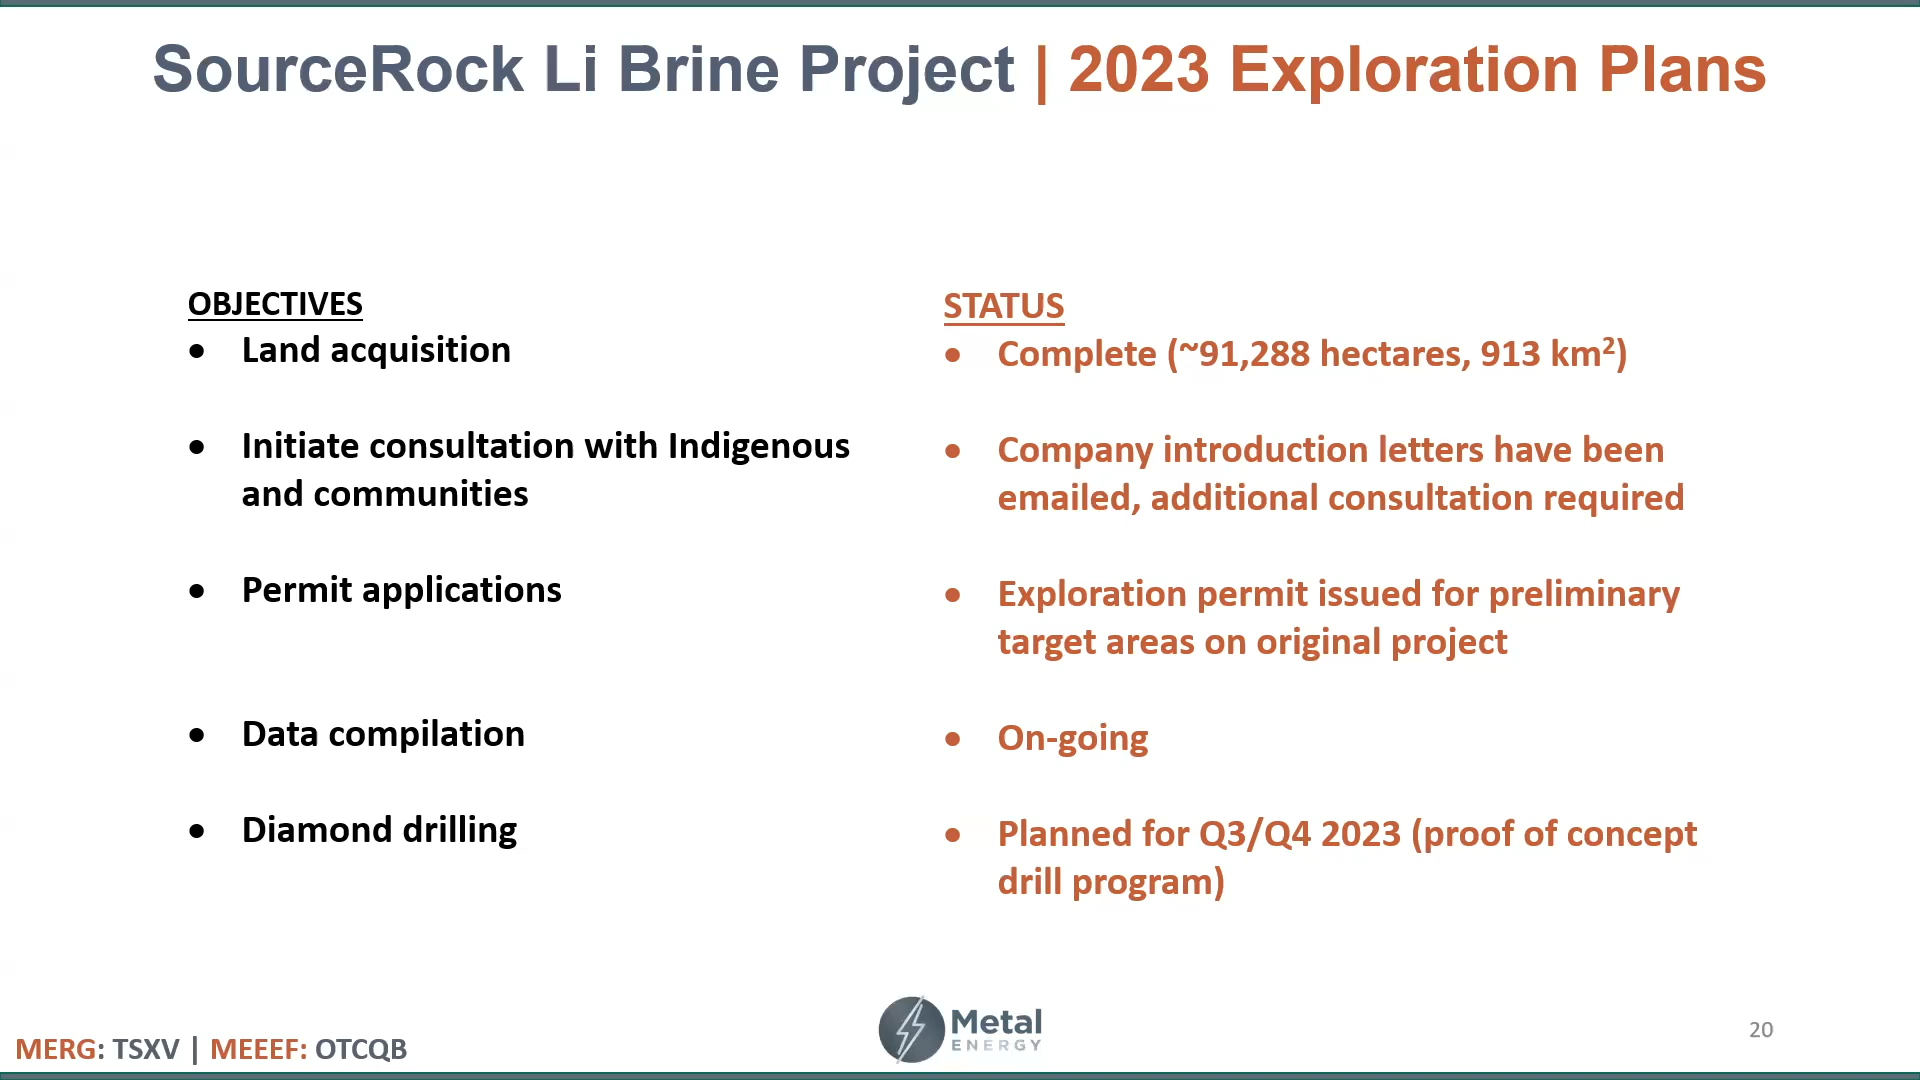 SourceRock Li Brine Project | 2023 Exploration Plans
OBJECTIVES
• Land acquisition
• Initiate consultation with Indigenous
and communities
• Permit applications
• Data compilation
• Diamond drilling
STATUS
• Complete (~91,288 hectares, 913 km²)
• Company introduction letters have been
emailed, additional consultation required
• Exploration permit issued for preliminary
target areas on original project
• On-going
• Planned for Q3/Q4 2023 (proof of concept
drill program)
MERG: TSXV | MEEEF: OTCQB
Metal
ENERGY
20